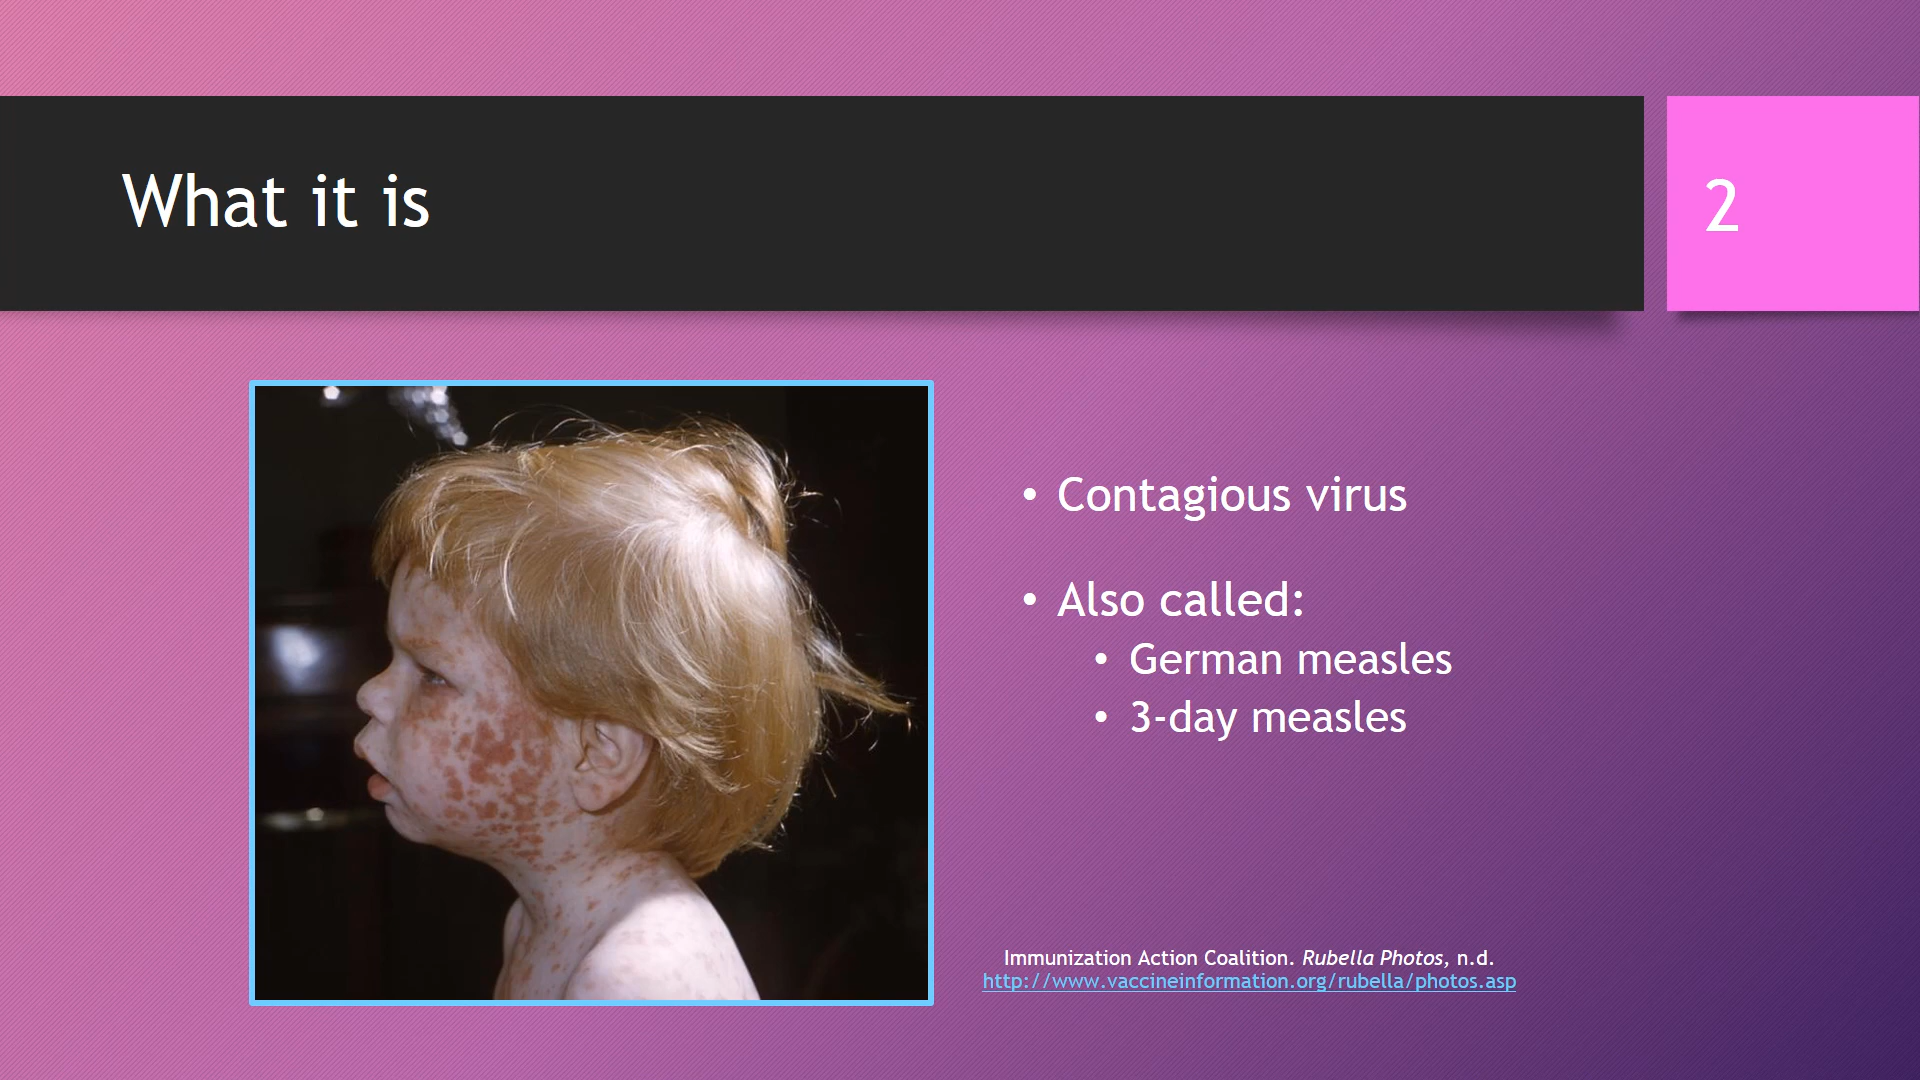 What it is
2
• Contagious virus
• Also called:
• German measles
• 3-day measles
Immunization Action Coalition. Rubella Photos, n.d.
http://www.vaccineinformation.org/rubella/photos.asp